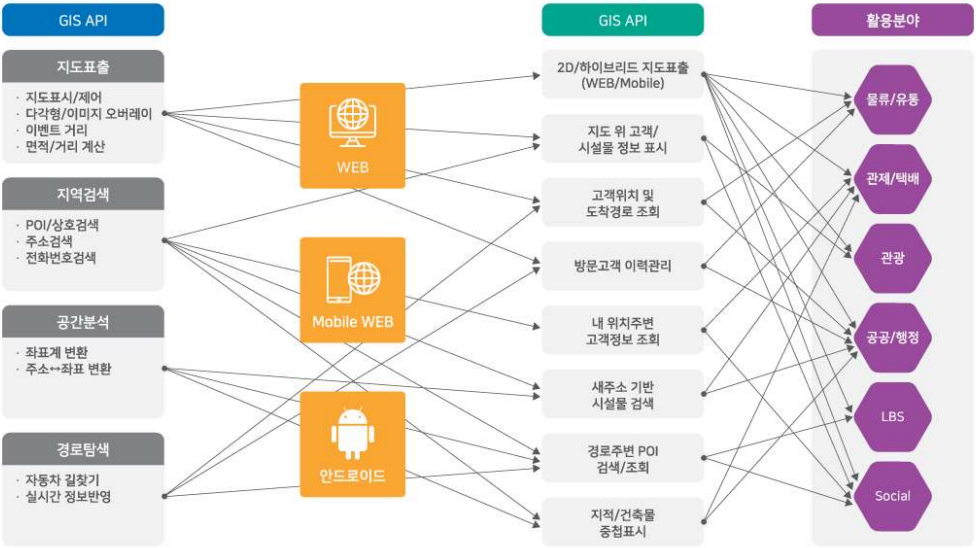 GIS API
지도표출
· 지도표시/제어
· 다각형/이미지 오버레이
· 이벤트 거리
· 면적/거리 계산
지역검색
· POI/상호검색
· 주소검색
· 전화번호검색
공간분석
· 좌표계 변환
· 주소↔좌표 변환
경로탐색
· 자동차 길찾기
· 실시간 정보반영
WEB
Mobile WEB
안드로이드
GIS API
2D/하이브리드 지도표출
(WEB/Mobile)
지도 위 고객/
시설물 정보 표시
고객위치 및
도착경로 조회
방문고객 이력관리
내 위치주변
고객정보 조회
새주소 기반
시설물 검색
경로주변 POI
검색/조회
지적/건축물
중첩표시
활용분야
물류/유통
관제/택배
관광
공공/행정
LBS
Social